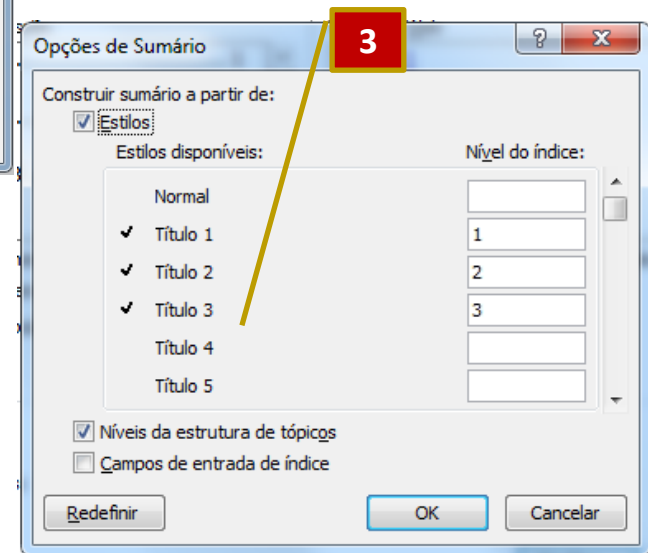 3
Opções de Sumário
Construir sumário a partir de:
Estilos
Estilos disponíveis: Nível do índice:
Normal
Título 1 1
Título 2 2
Título 3 3
Título 4
Título 5
Níveis da estrutura de tópicos
Campos de entrada de índice
Redefinir OK Cancelar